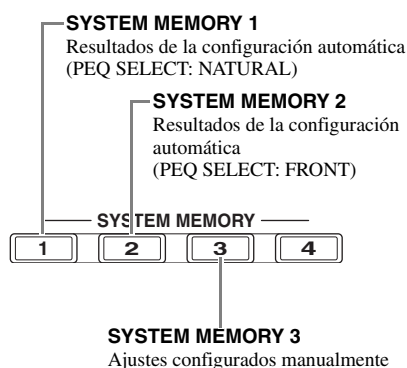 SYSTEM MEMORY 1
Resultados de la configuración automática
(PEQ SELECT: NATURAL)
SYSTEM MEMORY 2
Resultados de la configuración
automática
(PEQ SELECT: FRONT)
SYSTEM MEMORY
1 2 3 4
SYSTEM MEMORY 3
Ajustes configurados manualmente